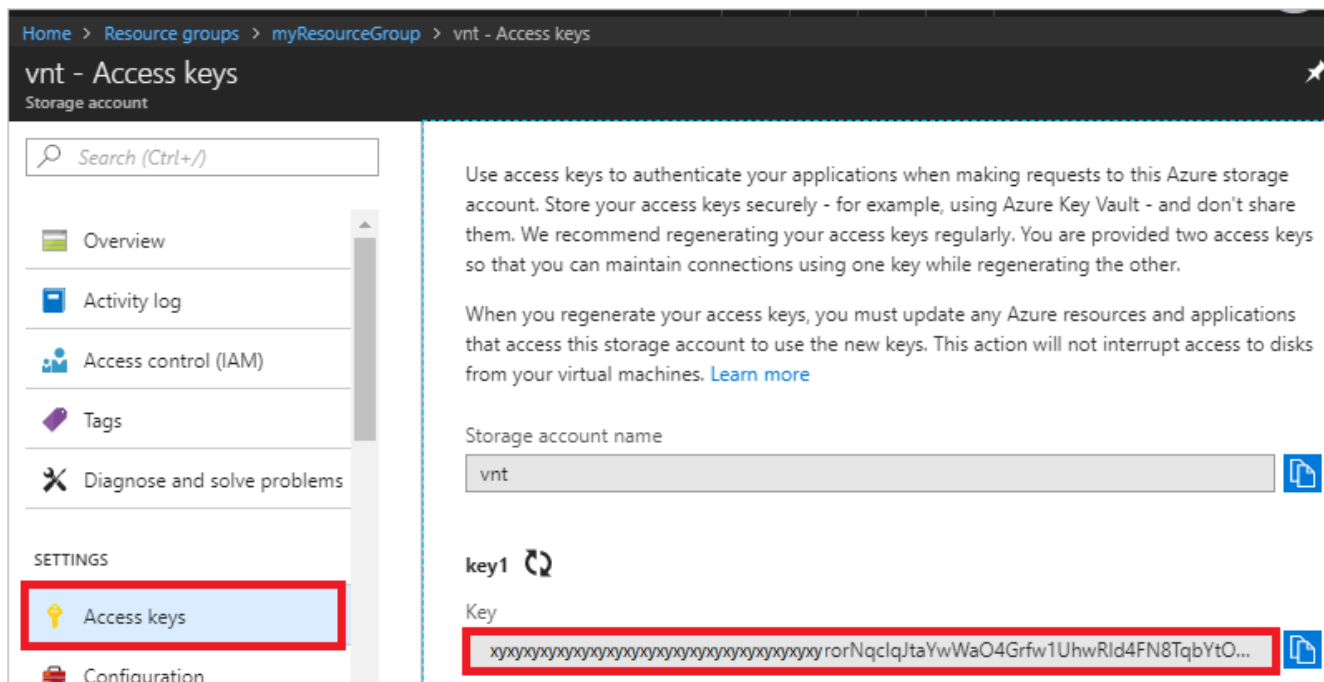 Home > Resource groups > myResourceGroup > vnt - Access keys
vnt - Access keys
Storage account
Search (Ctrl+/)
Overview
Activity log
Access control (IAM)
Tags
Diagnose and solve problems
SETTINGS
Access keys
Configuration
Use access keys to authenticate your applications when making requests to this Azure storage
account. Store your access keys securely - for example, using Azure Key Vault - and don't share
them. We recommend regenerating your access keys regularly. You are provided two access keys
so that you can maintain connections using one key while regenerating the other.
When you regenerate your access keys, you must update any Azure resources and applications
that access this storage account to use the new keys. This action will not interrupt access to disks
from your virtual machines. Learn more
Storage account name
vnt
key1
Key